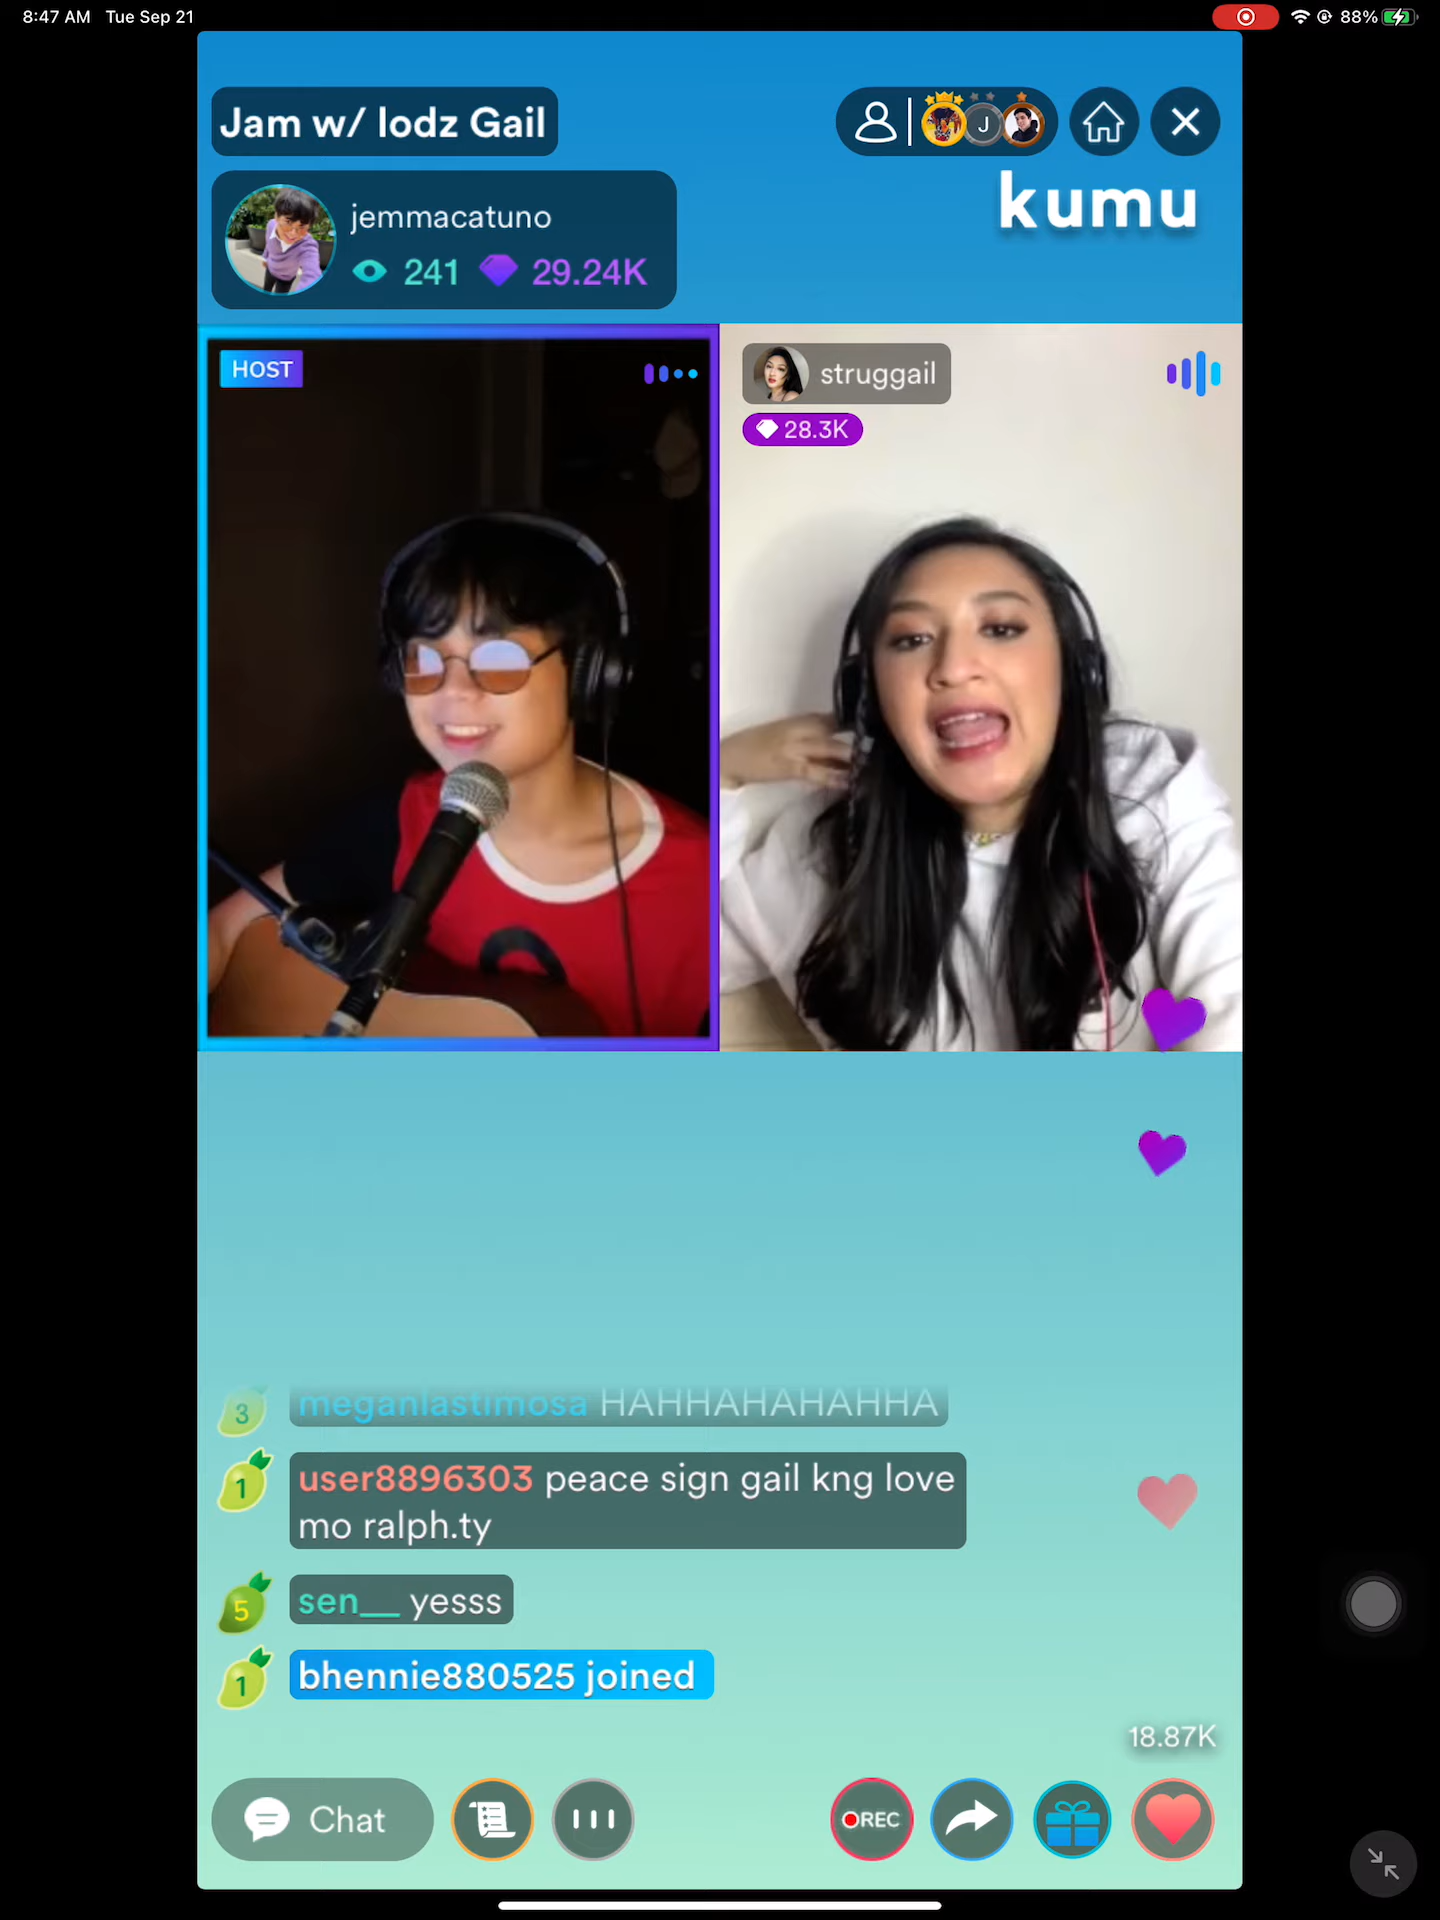 8:47 AM Tue Sep 21
88%
Jam w/ lodz Gail
J
kumu
jemmacatuno
241 29.24K
HOST
struggail
28.3K
3 meganlastimosa HAHHAHAHAHHA
1 user8896303 peace sign gail kng love
mo ralph.ty
5 sen__ yesss
1 bhennie880525 joined
18.87K
Chat
REC